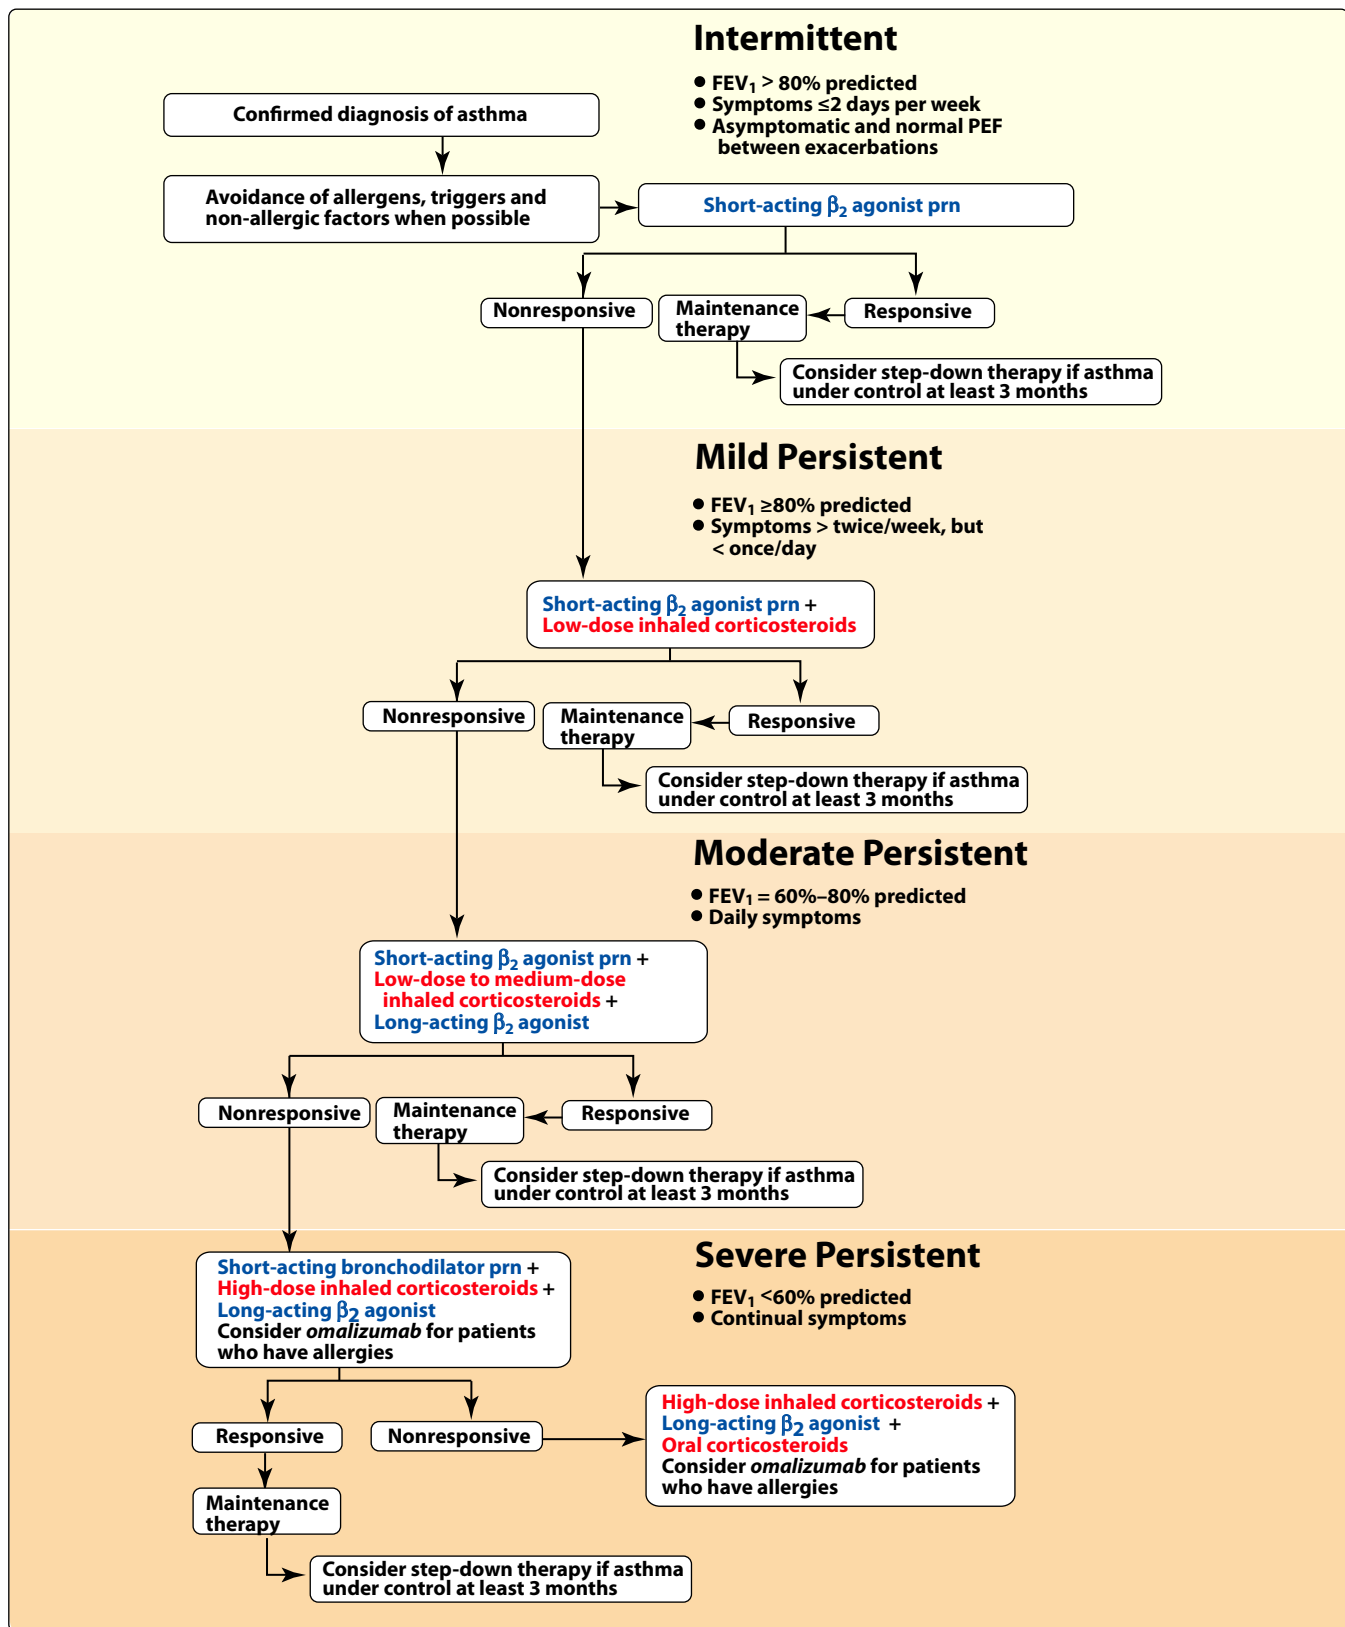 Intermittent
● FEV₁ > 80% predicted
● Symptoms ≤2 days per week
● Asymptomatic and normal PEF
between exacerbations
Confirmed diagnosis of asthma
Avoidance of allergens, triggers and
non-allergic factors when possible
Short-acting β₂ agonist prn
Nonresponsive
Maintenance
therapy
Responsive
Consider step-down therapy if asthma
under control at least 3 months
Mild Persistent
● FEV₁ ≥80% predicted
● Symptoms > twice/week, but
< once/day
Short-acting β₂ agonist prn +
Low-dose inhaled corticosteroids
Nonresponsive
Maintenance
therapy
Responsive
Consider step-down therapy if asthma
under control at least 3 months
Moderate Persistent
● FEV₁ = 60%–80% predicted
● Daily symptoms
Short-acting β₂ agonist prn +
Low-dose to medium-dose
inhaled corticosteroids +
Long-acting β₂ agonist
Nonresponsive
Maintenance
therapy
Responsive
Consider step-down therapy if asthma
under control at least 3 months
Severe Persistent
● FEV₁ <60% predicted
● Continual symptoms
Short-acting bronchodilator prn +
High-dose inhaled corticosteroids +
Long-acting β₂ agonist
Consider omalizumab for patients
who have allergies
Responsive
Nonresponsive
High-dose inhaled corticosteroids +
Long-acting β₂ agonist +
Oral corticosteroids
Consider omalizumab for patients
who have allergies
Maintenance
therapy
Consider step-down therapy if asthma
under control at least 3 months